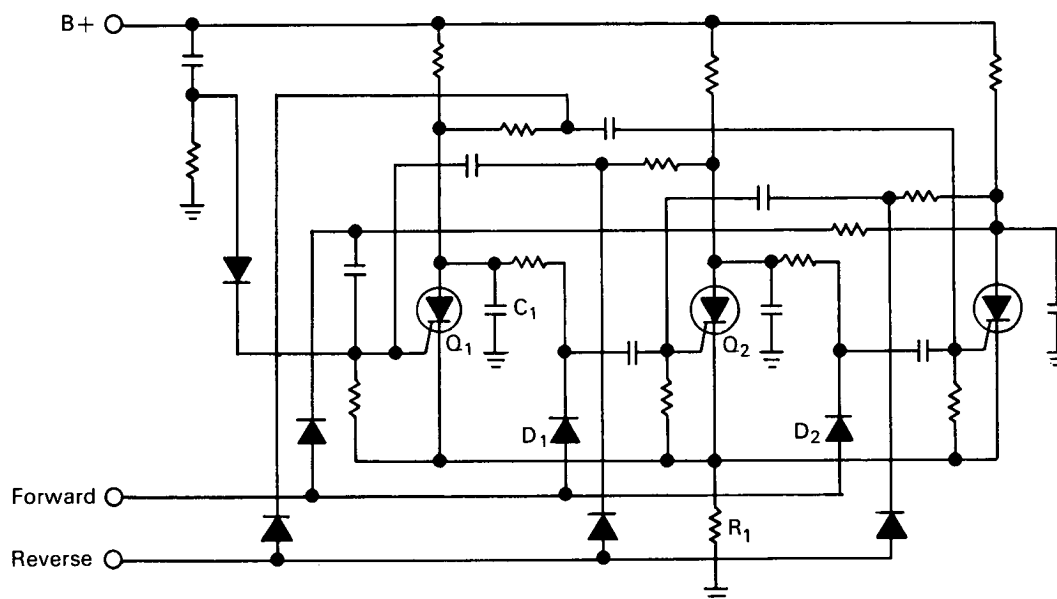 B+
C₁
Q₁
Q₂
D₁
D₂
Forward
R₁
Reverse